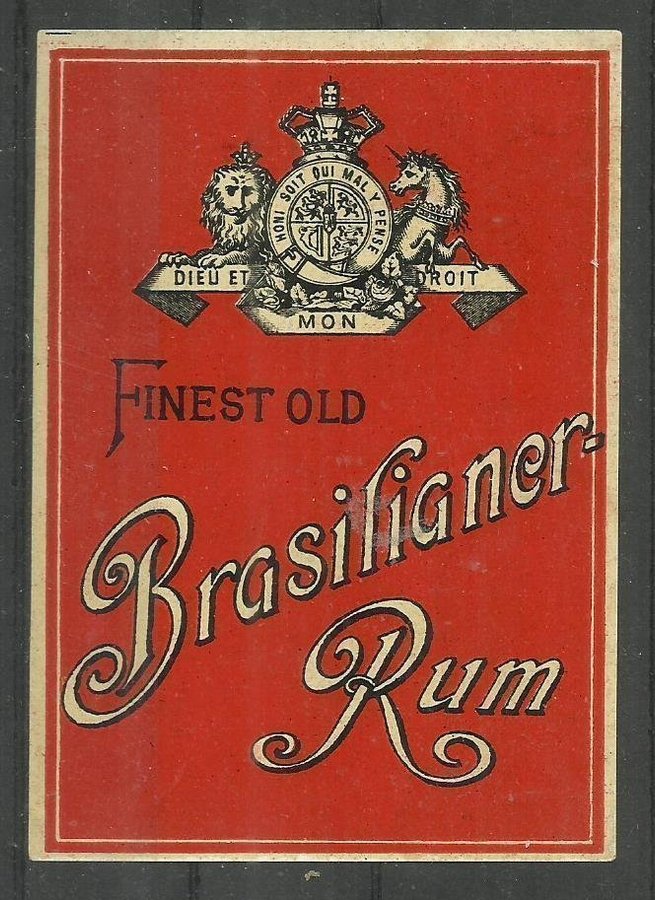 HONI SOIT QUI MAL Y PENSE
DIEU ET MON DROIT
FINEST OLD
Brasilianer-
Rum